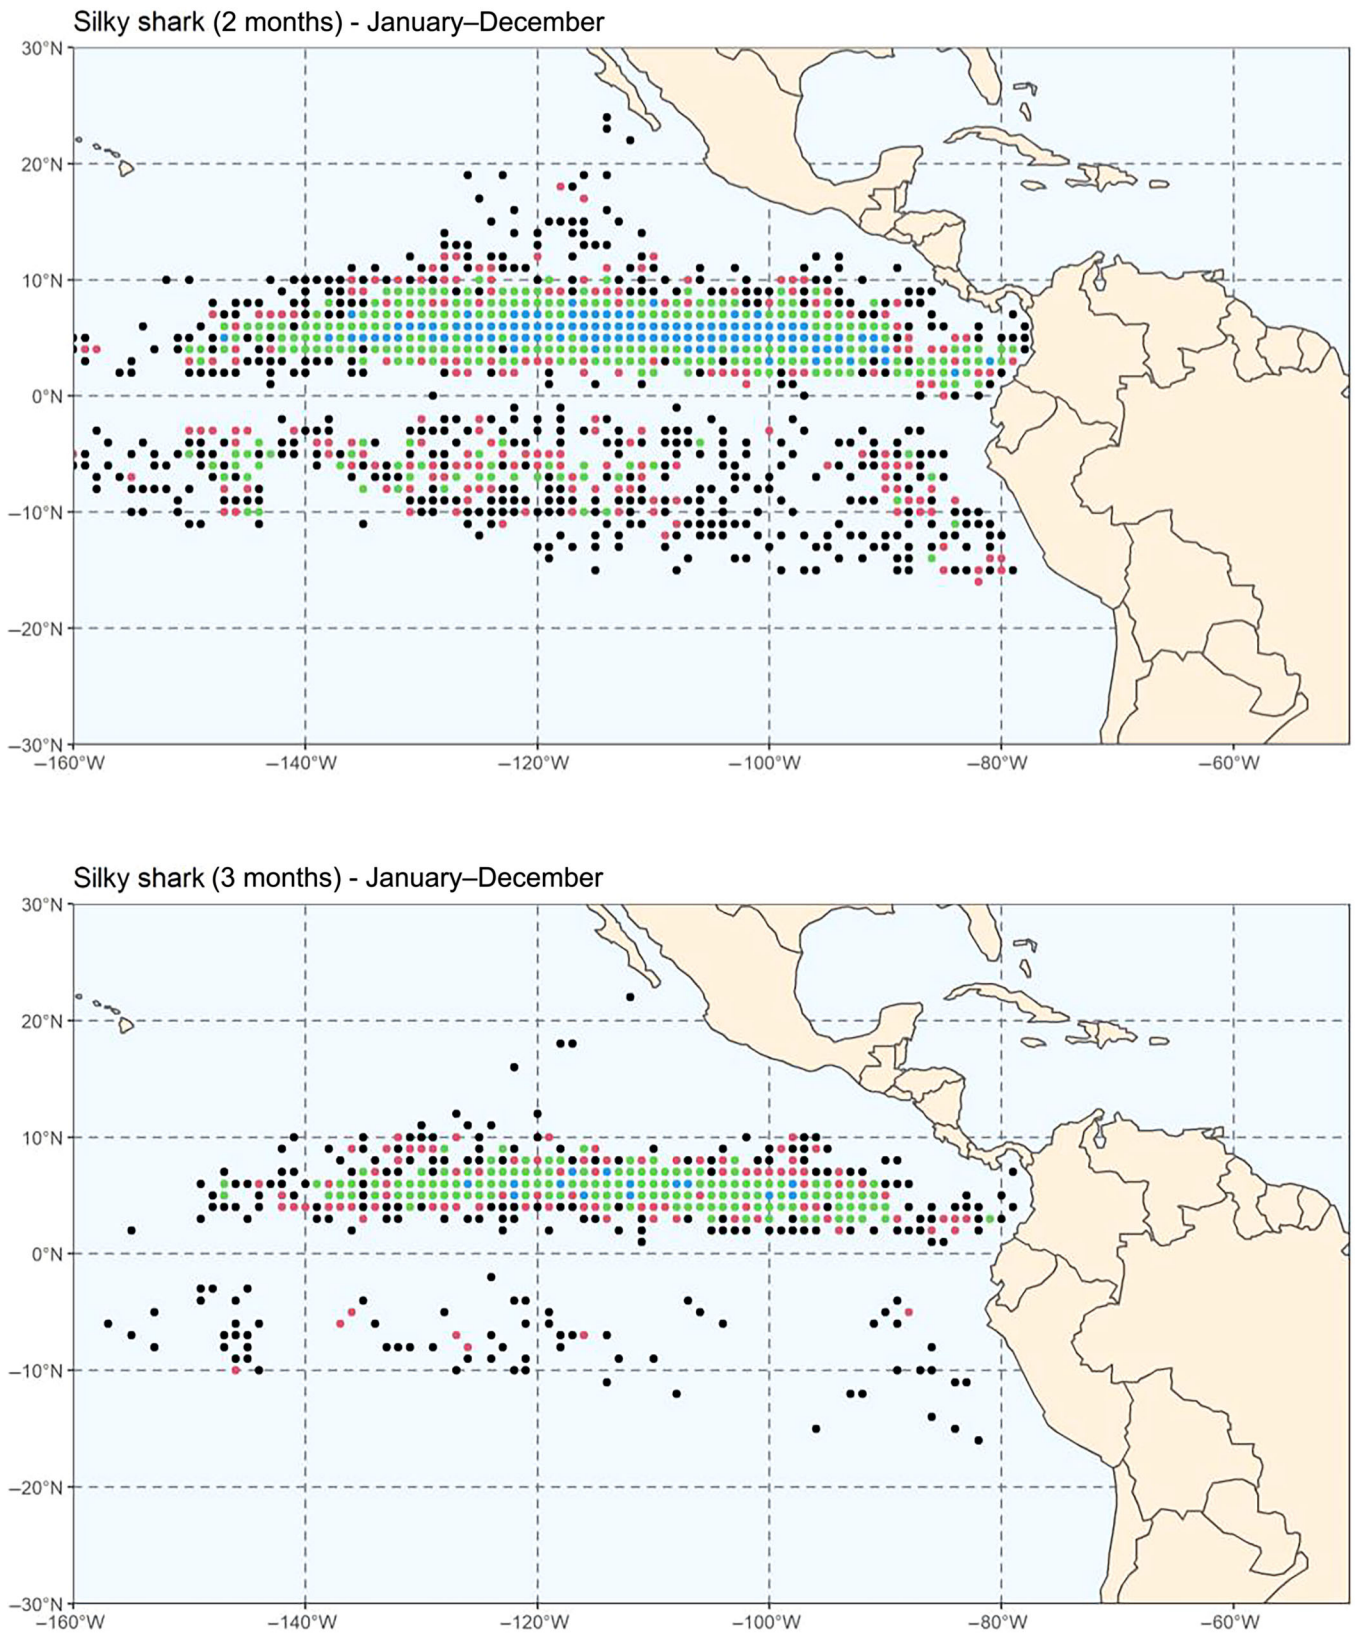 Silky shark (2 months) - January–December
30°N
20°N
10°N
0°N
−10°N
−20°N
−30°N
−160°W −140°W −120°W −100°W −80°W −60°W
Silky shark (3 months) - January–December
30°N
20°N
10°N
0°N
−10°N
−20°N
−30°N
−160°W −140°W −120°W −100°W −80°W −60°W